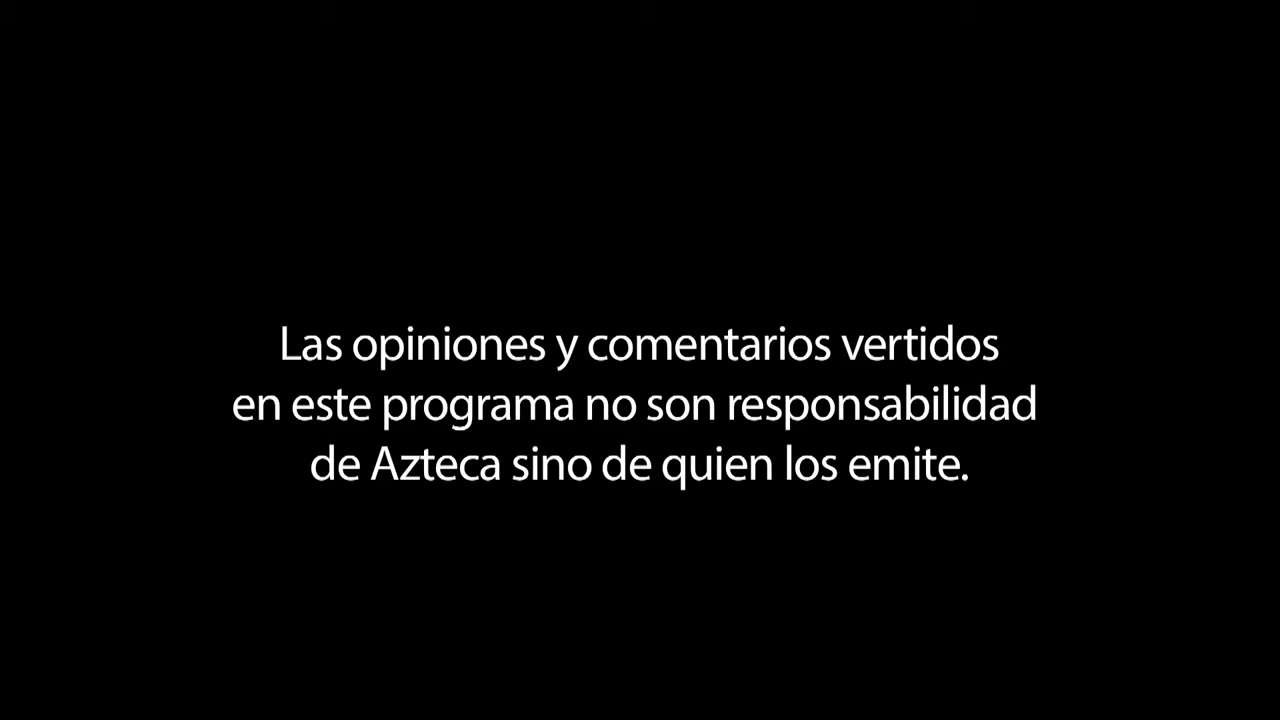 Las opiniones y comentarios vertidos
en este programa no son responsabilidad
de Azteca sino de quien los emite.